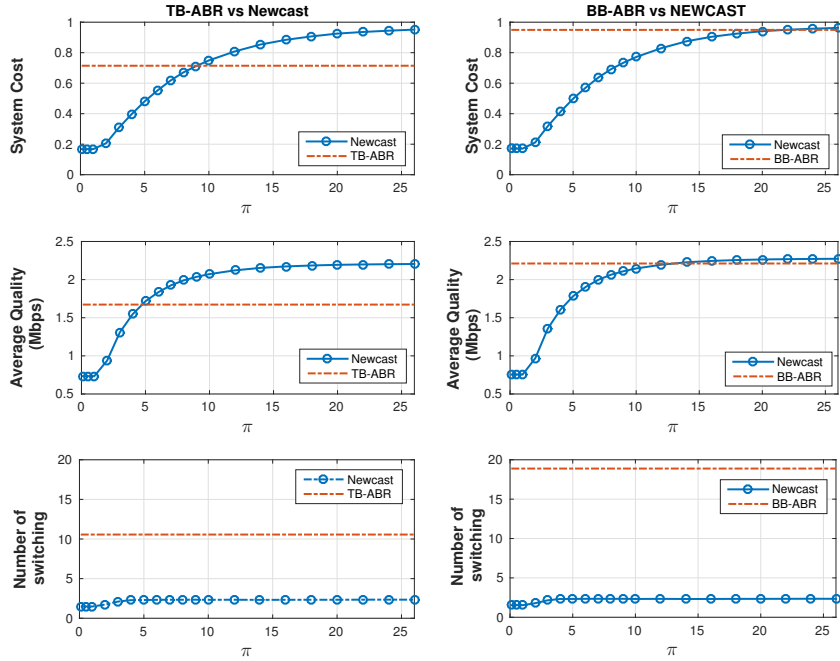 TB-ABR vs Newcast
System Cost
1
0.8
0.6
0.4
0.2
0
0 5 10 15 20 25
π
Newcast
TB-ABR
BB-ABR vs NEWCAST
System Cost
1
0.8
0.6
0.4
0.2
0
0 5 10 15 20 25
π
Newcast
BB-ABR
Average Quality
(Mbps)
2.5
2
1.5
1
0.5
0 5 10 15 20 25
π
Newcast
TB-ABR
Average Quality
(Mbps)
2.5
2
1.5
1
0.5
0 5 10 15 20 25
π
Newcast
BB-ABR
Number of
switching
20
15
10
5
0
0 5 10 15 20 25
π
Newcast
TB-ABR
Number of
switching
20
15
10
5
0
0 5 10 15 20 25
π
Newcast
BB-ABR